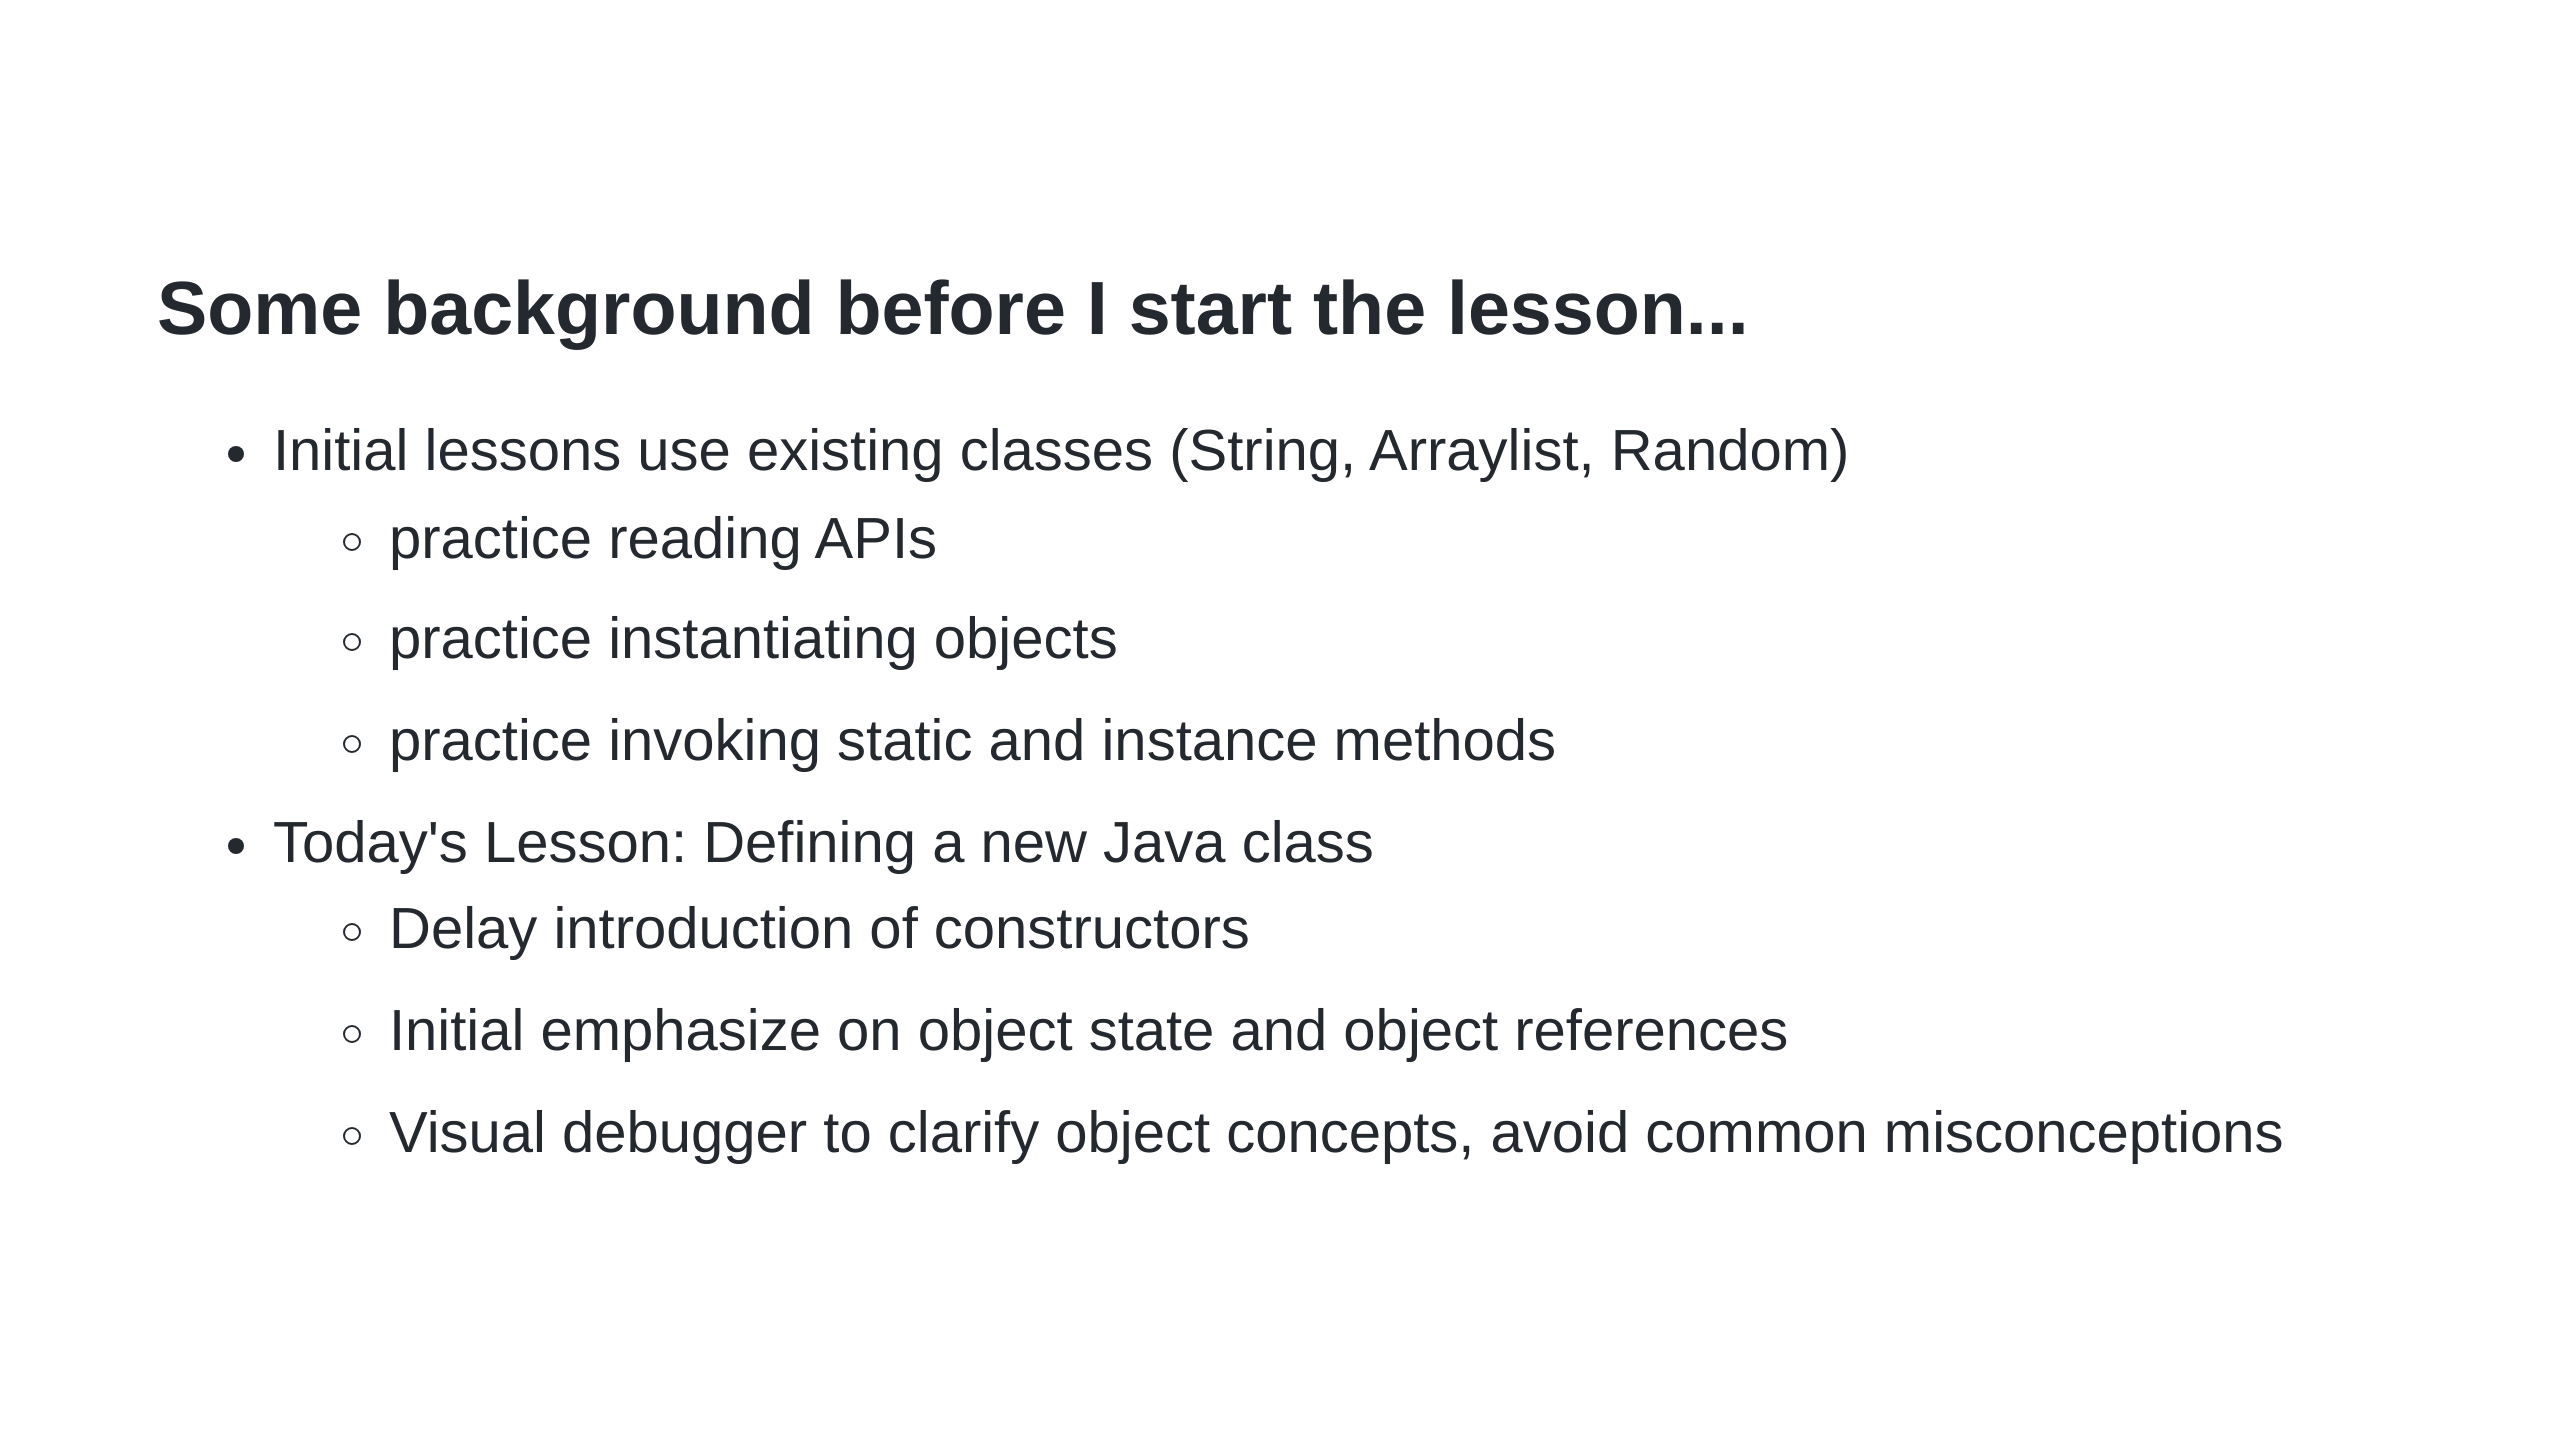 Some background before I start the lesson...
Initial lessons use existing classes (String, Arraylist, Random)
practice reading APIs
practice instantiating objects
practice invoking static and instance methods
Today's Lesson: Defining a new Java class
Delay introduction of constructors
Initial emphasize on object state and object references
Visual debugger to clarify object concepts, avoid common misconceptions